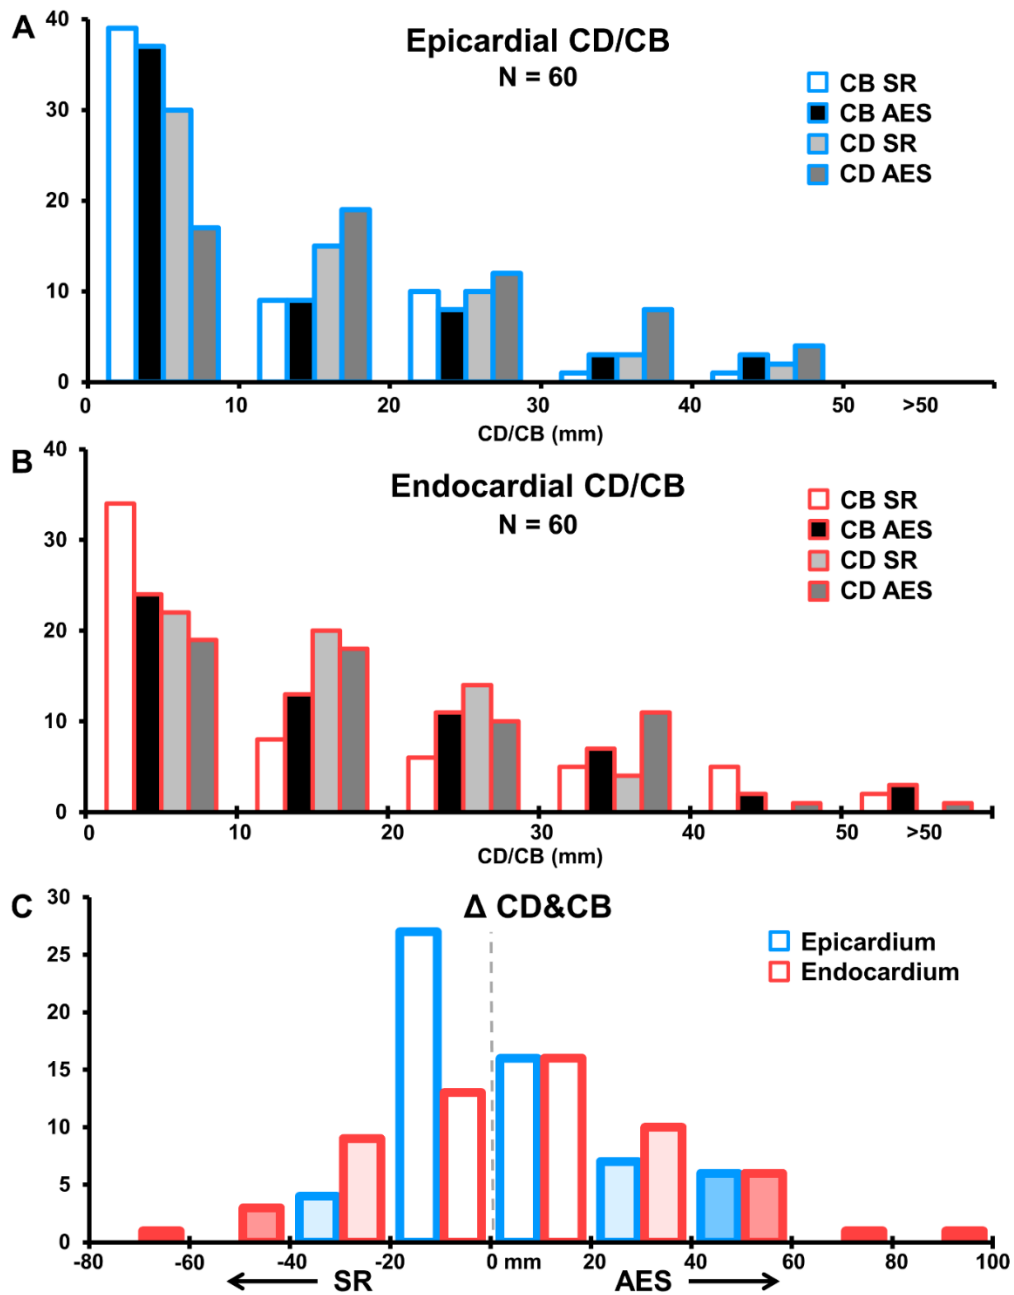 A
Epicardial CD/CB
N = 60
CB SR
CB AES
CD SR
CD AES
40
30
20
10
0
0 10 20 30 40 50 >50
CD/CB (mm)
B
Endocardial CD/CB
N = 60
CB SR
CB AES
CD SR
CD AES
40
30
20
10
0
0 10 20 30 40 50 >50
CD/CB (mm)
C
Δ CD&CB
Epicardium
Endocardium
30
25
20
15
10
5
0
-80 -60 -40 -20 0 mm 20 40 60 80 100
SR AES